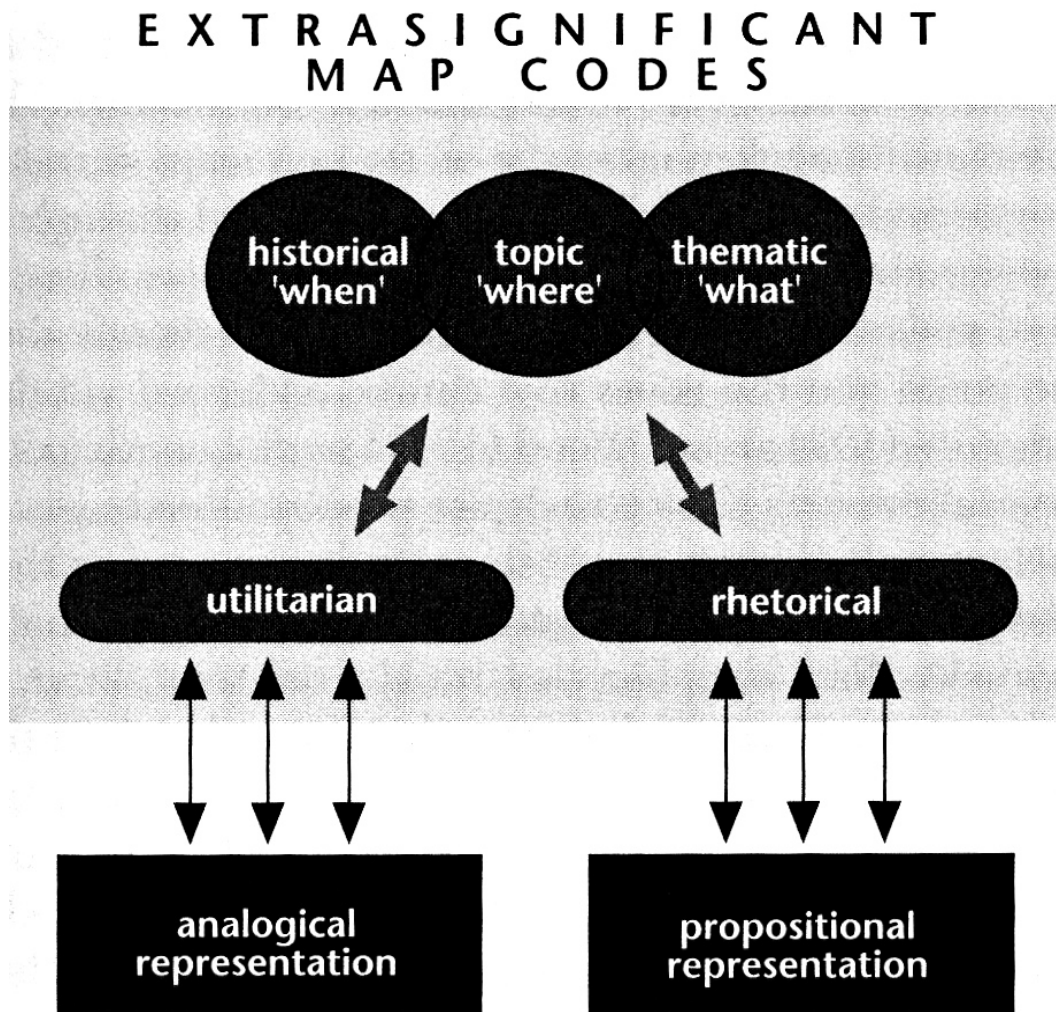 EXTRASIGNIFICANT
MAP CODES
historical
'when'
topic
'where'
thematic
'what'
utilitarian
rhetorical
analogical
representation
propositional
representation